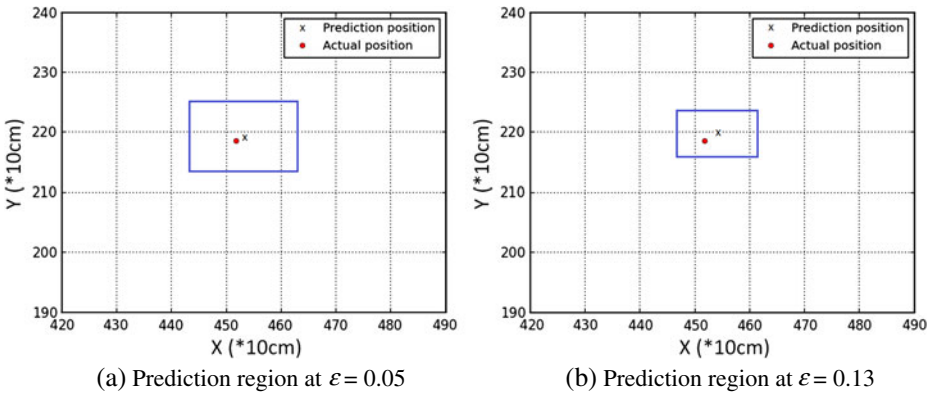 240
230
220
210
200
190
420 430 440 450 460 470 480 490
Y (*10cm)
X (*10cm)
x Prediction position
Actual position
(a) Prediction region at ε = 0.05
240
230
220
210
200
190
420 430 440 450 460 470 480 490
Y (*10cm)
X (*10cm)
x Prediction position
Actual position
(b) Prediction region at ε = 0.13